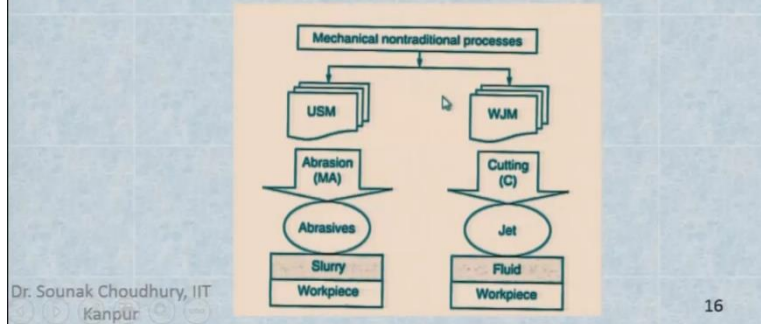 Mechanical nontraditional processes
USM
WJM
Abrasion
(MA)
Cutting
(C)
Abrasives
Jet
Slurry
Fluid
Workpiece
Workpiece
Dr. Sounak Choudhury, IIT
Kanpur
16